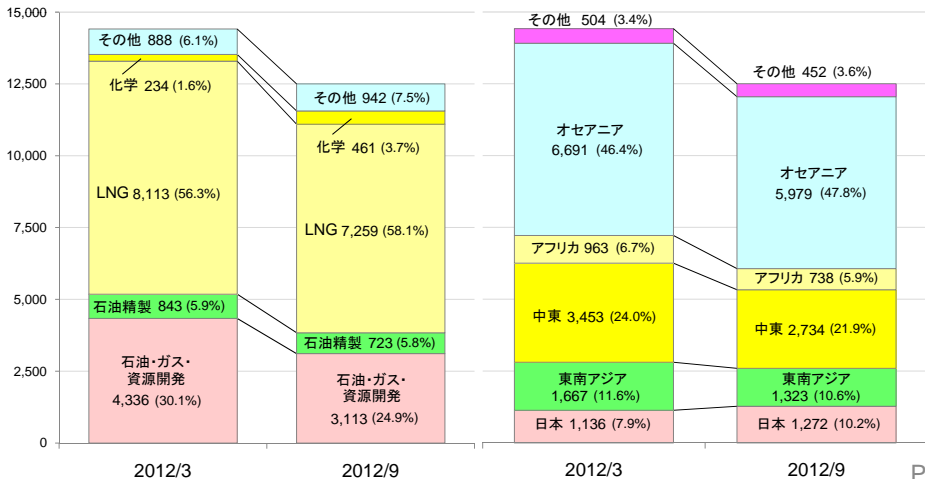 15,000
12,500
10,000
7,500
5,000
2,500
0
その他 888 (6.1%)
化学 234 (1.6%)
LNG 8,113 (56.3%)
石油精製 843 (5.9%)
石油・ガス・
資源開発
4,336 (30.1%)
2012/3
その他 942 (7.5%)
化学 461 (3.7%)
LNG 7,259 (58.1%)
石油精製 723 (5.8%)
石油・ガス・
資源開発
3,113 (24.9%)
2012/9
その他 504 (3.4%)
オセアニア
6,691 (46.4%)
アフリカ 963 (6.7%)
中東 3,453 (24.0%)
東南アジア
1,667 (11.6%)
日本 1,136 (7.9%)
2012/3
その他 452 (3.6%)
オセアニア
5,979 (47.8%)
アフリカ 738 (5.9%)
中東 2,734 (21.9%)
東南アジア
1,323 (10.6%)
日本 1,272 (10.2%)
2012/9
P